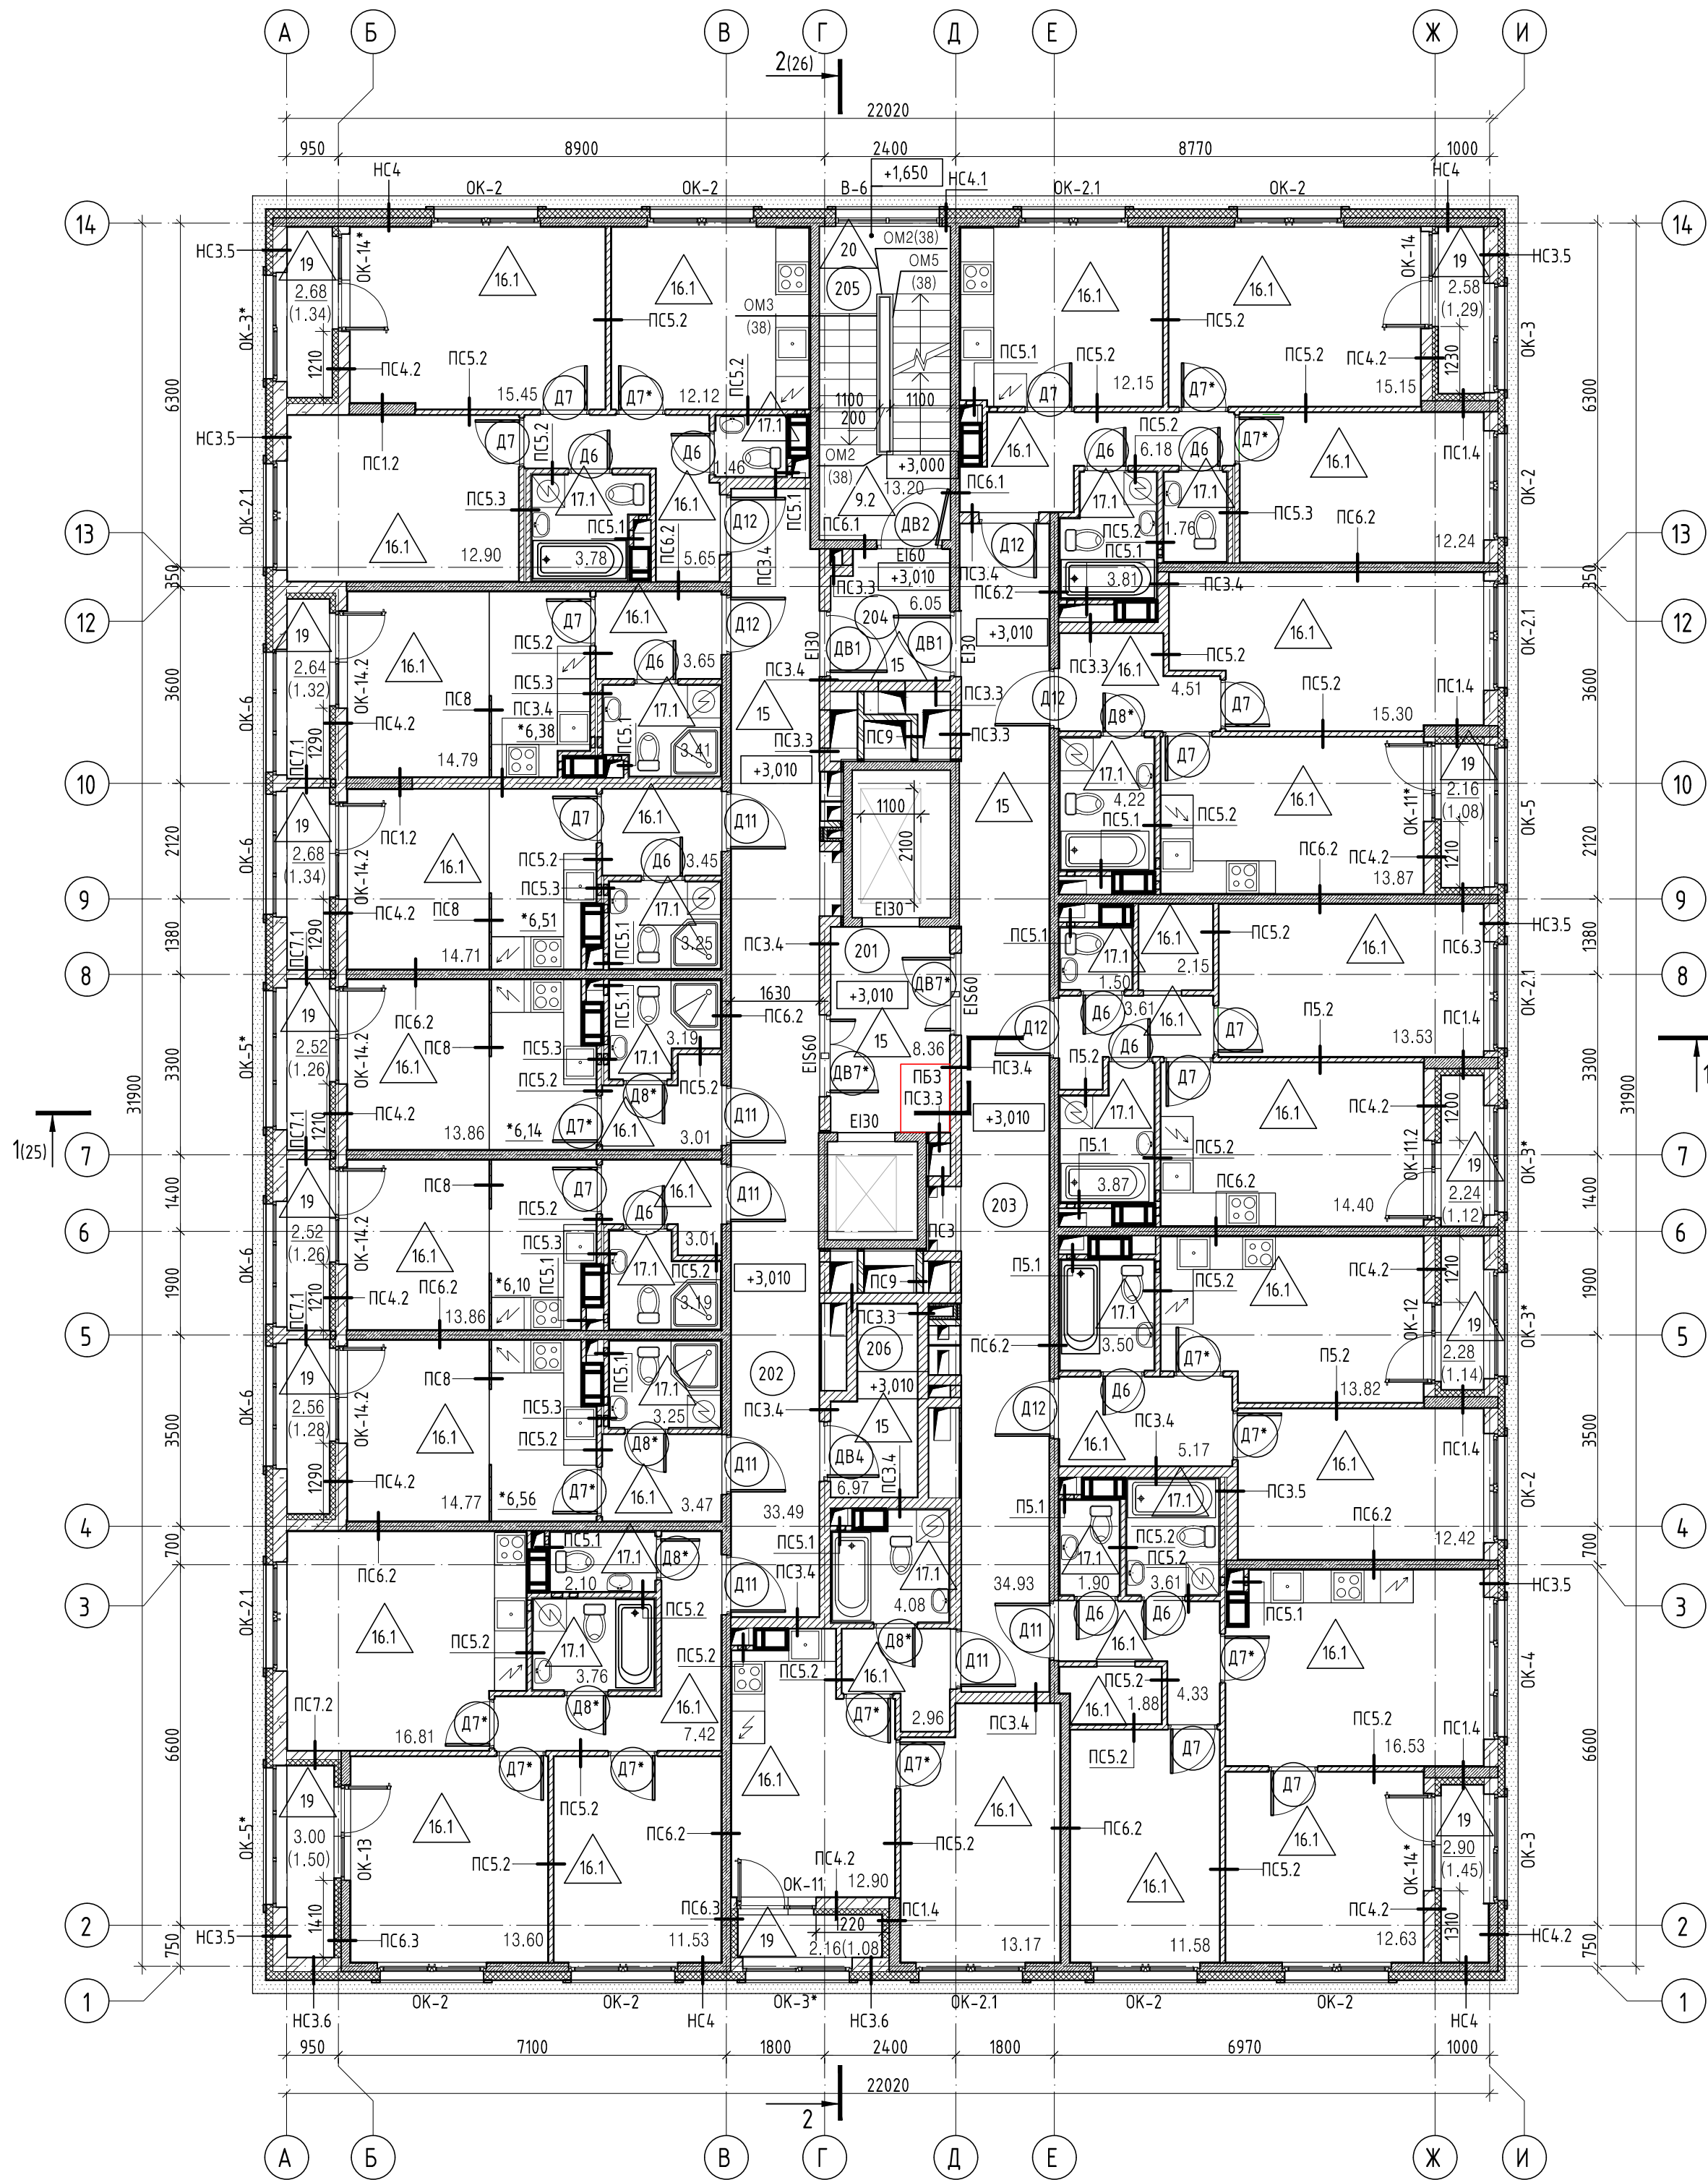 А Б В Г Д Е Ж И
2(26)
22020
950 8900 2400 8770 1000
+1,650
НС4 ОК-2 ОК-2 В-6 НС4.1 ОК-2.1 ОК-2 НС4
14 14
НС3.5 19 ОК-14* 20 ОМ2(38) ОК-14 19 НС3.5
2.68 16.1 16.1 205 ОМ5 16.1 16.1 2.58
(1.34) (38) (1,29)
ОК-3* ОМ3 ПС5.2 ПС5.2 ОК-3
(38)
1210 ПС4.2 ПС5.2 ПС5.2 ПС5.1 ПС5.2 ПС5.2 ПС4.2 1230
6300 15.45 Д7 Д7* 12.12 1100 1100 Д7 12.15 Д7* 15.15 6300
200
НС3.5 Д7 ПС5.2 17.1 ОМ2 ПС5.2 Д7*
ПС1.2 Д6 Д6 1.46 (38) +3,000 16.1 Д6 6.18 Д6 16.1 ПС1.4
ОК-2.1 ПС5.3 17.1 16.1 ПС5.1 13.20 ПС6.1 17.1 17.1 ПС5.3 ОК-2
9.2
13 16.1 ПС5.1 Д12 ПС6.1 ДВ2 Д12 ПС5.2 1.76 ПС6.2 13
12.90 3.78 ПС6.2 5.65 ПС3.4 EI60 ПС5.1 12.24
350 ПС3.3 +3,010 ПС3.4 3.81 ПС3.4 350
ПС6.2
12 19 16.1 6.05 12
Д7 Д12 204 +3,010 16.1 ОК-2.1
16.1 Д6 3.65 EI30 ДВ1 ДВ1 EI30 ПС3.3 16.1 ПС5.2
2.64 ОК-14.2 ПС5.3 ПС3.4 15
3600 (1.32) ПС8 ПС3.4 17.1 15 ПС3.3 Д12 4.51 Д7 ПС5.2 ПС1.4 3600
ОК-6 ПС4.2 *6,38 ПС5.1 Д8* 15.30
ПС7.1 1290 14.79 3.41 ПС3.3 ПС9 ПС3.3 Д7 19
+3,010 17.1 16.1
10 15 10
19 1100 4.22 ОК-11* 2.16
Д7 16.1 Д11 ПС5.1 ПС5.2 (1.08) ОК-5
2120 ОК-6 2.68 ОК-14.2 ПС1.2 2100 1210 2120
(1.34) 16.1 ПС5.2 Д6 3.45 ПС6.2 ПС4.2
ПС5.3 13.87
9 ПС4.2 ПС8 *6,51 17.1 EI30 9
1380 ПС7.1 1290 14.71 ПС5.1 3.25 ПС3.4 201 ПС5.1 17.1 16.1 ПС5.2 16.1 ПС6.3 НС3.5 1380
8 2.15 8
19 1630 +3,010 ДВ7* EIS60 1.50 ОК-2.1
ПС6.2 ПС5.1 ПС6.2 Д12 Д6 3.61 16.1 Д7 П5.2 13.53 ПС1.4
2.52 ПС8 3.19 15
ОК-5* (1.26) ОК-14.2 16.1 ПС5.3 17.1 EIS60 8.36 Д6
3300 ПС5.2 ПС5.2 ДВ7* ПБ3 ПС3.4 П5.2 Д7 3300
31900 Д8* ПС3.3 17.1 16.1 ПС4.2 1200 31900
1(25) ПС7.1 1210 ПС4.2 13.86 *6,14 Д7* 16.1 3.01 Д11 EI30 +3,010 1
П5.1 ПС5.2 ОК-11.2 19 ОК-3*
7 7
19 ПС8 Д7 16.1 Д11 203 3.87 ПС6.2 2.24
1400 ПС5.2 Д6 14.40 (1.12) 1400
6 2.52 ОК-14.2 16.1 3.01 ПС3 6
ОК-6 (1.26) ПС5.3 17.1 +3,010 П5.1 ПС5.2 ПС4.2 1210
ПС5.2 ПС9 16.1
1900 ПС7.1 1210 ПС4.2 ПС6.2 *6,10 ПС5.1 17.1 19 1900
13.86 3.19 ПС3.3 ПС6.2 3.50 ОК-12 ОК-3*
5 5
19 ПС5.1 206 Д7* П5.2 2.28
ПС8 17.1 202 +3,010 Д6 13.82 (1.14)
ОК-6 2.56 ОК-14.2 ПС5.3 3.25 ПС3.4 15 Д12 ПС3.4
(1.28) 16.1 ПС5.2 Д8* 16.1 5.17 Д7* 16.1 ПС1.4
3500 1290 ПС4.2 Д11 ДВ4 ПС3.4 3500
14.77 *6,56 Д7* 16.1 3.47 6.97 П5.1 17.1 ПС3.5 ОК-2
33.49 ПС6.2
4 ПС5.1 ПС5.1 ПС5.2 12,42 4
700 ПС6.2 17.1 Д8* ПС3.4 17.1 17.1 ПС5.2 700
2.10 Д11 34.93 1.90 3.61 НС3.5
3 ОК-2.1 ПС5.2 4.08 ПС5.1 3
16.1 17.1 Д8* Д11 Д6 Д6 16.1
ПС5.2 3.76 ПС5.2 ПС5.2 16.1 Д11 16.1 Д7* ОК-4
ПС7.2 Д8* 16.1 ПС5.2 4.33
16.81 Д7* 7.42 Д7* 2.96 ПС3.4 16.1 1.88 ПС5.2 ПС1.4
6600 Д7* Д7* Д7* ПС5.2 Д7 16.53 6600
19 ПС5.2 16.1 Д7
16.1 16.1 19
3.00 ПС6.2 ПС5.2 ПС6.2 16.1 2.90
ОК-5* (1.50) ОК-13 ПС5.2 16.1 ПС4.2 ПС5.2 ОК-14* (1.45) ОК-3
ОК-11 12.90 16.1
1410 ПС6.3 ПС1.4 ПС4.2 1310
2 1220 2
НС3.5 ПС6.3 19 НС4.2
750 13.60 11.53 2.16(1.08) 13.17 11.58 12.63 750
1 ОК-2 ОК-2 ОК-3* ОК-2.1 ОК-2 ОК-2 1
НС3.6 НС4 НС3.6 НС4
950 7100 1800 2400 1800 6970 1000
22020
2
А Б В Г Д Е Ж И